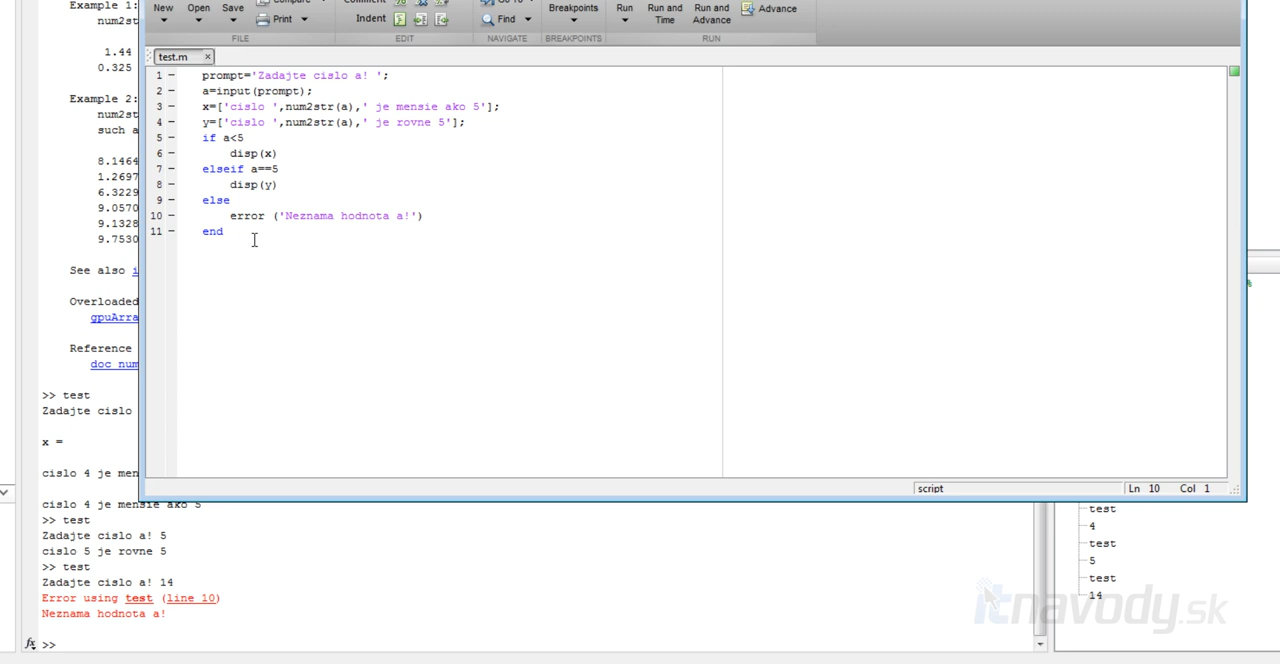 Example 1:
num2st
1.44
0.325
Example 2:
num2st
such a
8.1464
1.2697
6.3229
9.0570
9.1328
9.7530
See also i
Overloaded
gpuArra
Reference
doc num
>> test
Zadajte cislo
x =
cislo 4 je men
cislo 4 je mensie ako 5
>> test
Zadajte cislo a! 5
cislo 5 je rovne 5
>> test
Zadajte cislo a! 14
Error using test (line 10)
Neznama hodnota a!
fx >>
New Open Save Print Indent Find Breakpoints Run Run and Time Run and Advance Advance
FILE EDIT NAVIGATE BREAKPOINTS RUN
test.m ×
1 - prompt='Zadajte cislo a! ';
2 - a=input(prompt);
3 - x=['cislo ',num2str(a),' je mensie ako 5'];
4 - y=['cislo ',num2str(a),' je rovne 5'];
5 - if a<5
6 - disp(x)
7 - elseif a==5
8 - disp(y)
9 - else
10 - error ('Neznama hodnota a!')
11 - end
script Ln 10 Col 1
%
test
4
test
5
test
14
itnavody.sk